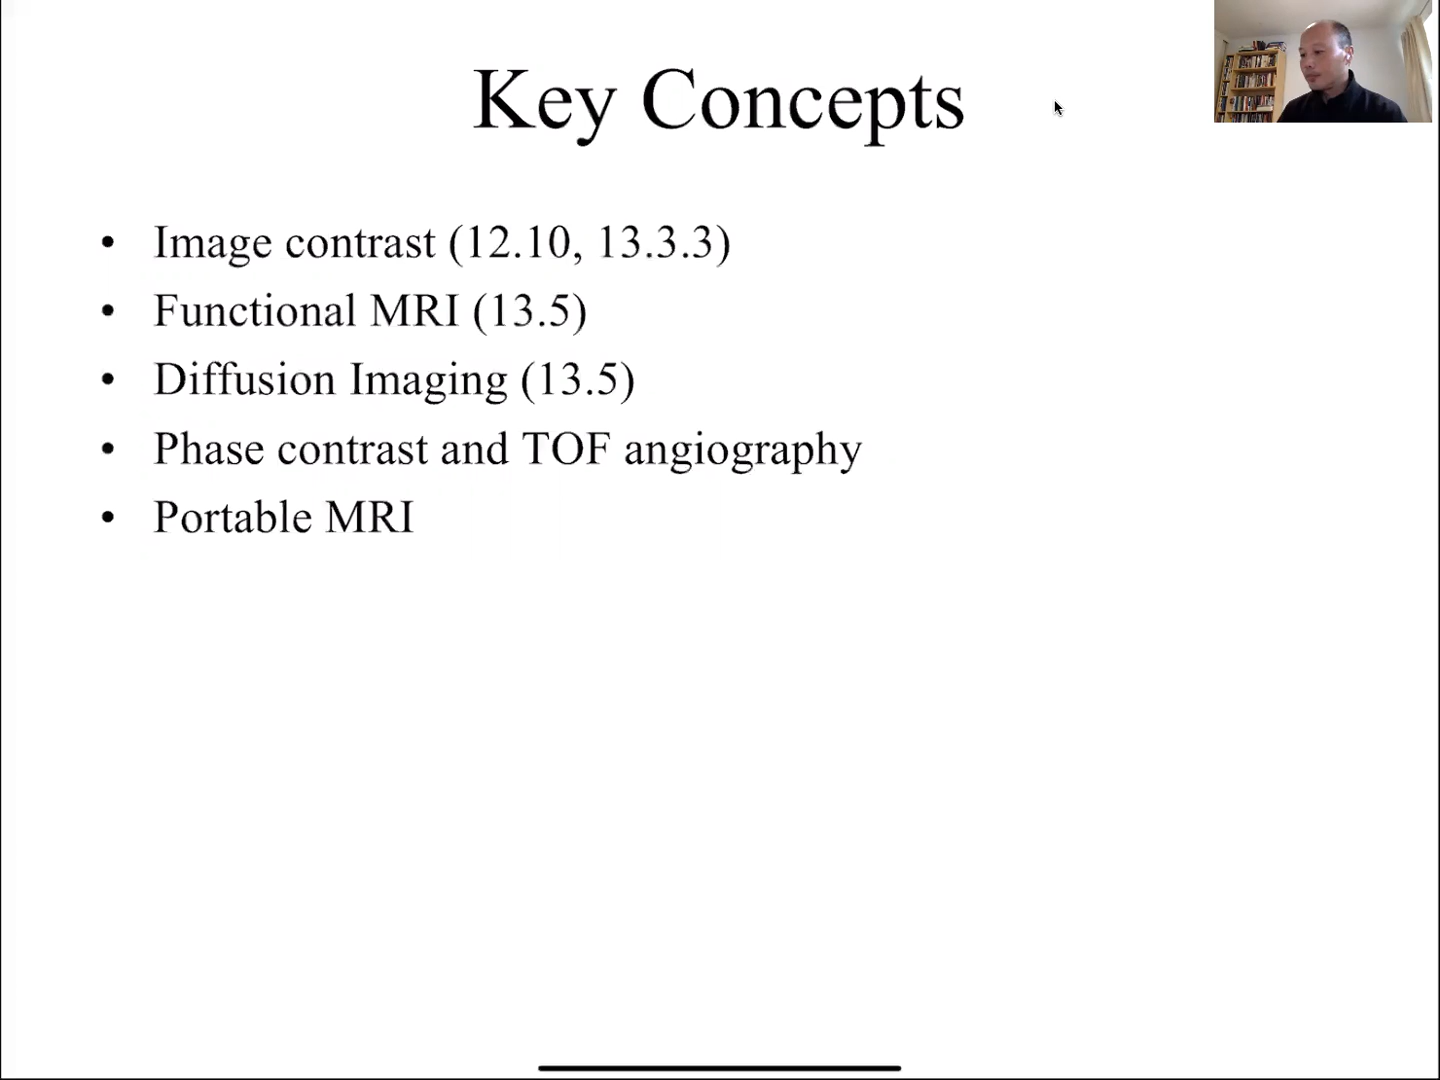 Key Concepts
• Image contrast (12.10, 13.3.3)
• Functional MRI (13.5)
• Diffusion Imaging (13.5)
• Phase contrast and TOF angiography
• Portable MRI